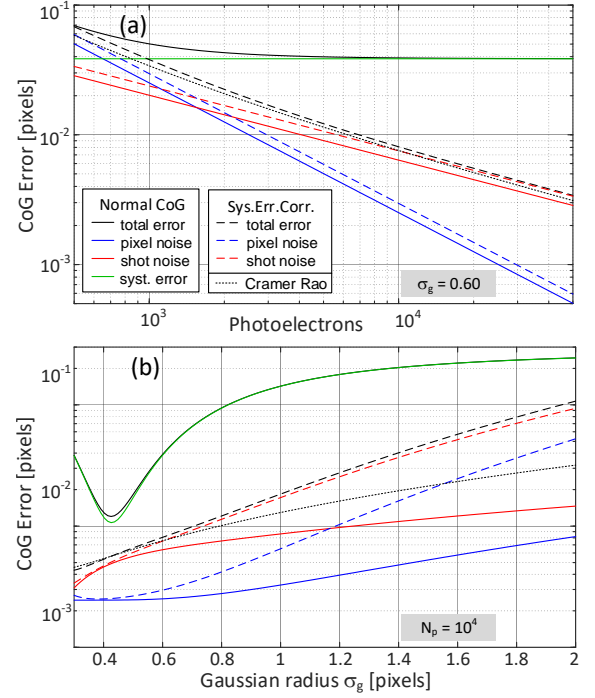 (a)
10^-1
10^-2
10^-3
CoG Error [pixels]
Normal CoG
total error
pixel noise
shot noise
syst. error
Sys.Err.Corr.
total error
pixel noise
shot noise
Cramer Rao
σg = 0.60
10^3
Photoelectrons
10^4
(b)
10^-1
10^-2
10^-3
CoG Error [pixels]
Np = 10^4
0.4 0.6 0.8 1 1.2 1.4 1.6 1.8 2
Gaussian radius σg [pixels]